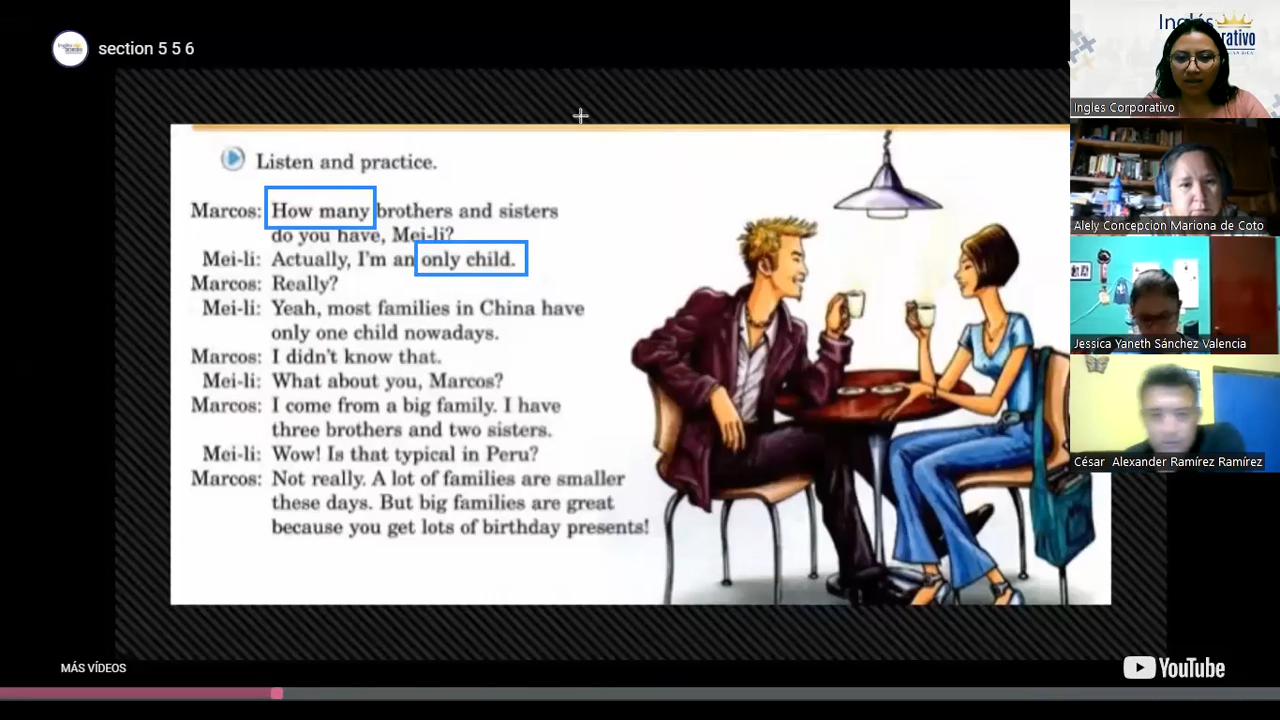 section 5 5 6
Listen and practice.
Marcos: How many brothers and sisters
do you have, Mei-li?
Mei-li: Actually, I'm an only child.
Marcos: Really?
Mei-li: Yeah, most families in China have
only one child nowadays.
Marcos: I didn't know that.
Mei-li: What about you, Marcos?
Marcos: I come from a big family. I have
three brothers and two sisters.
Mei-li: Wow! Is that typical in Peru?
Marcos: Not really. A lot of families are smaller
these days. But big families are great
because you get lots of birthday presents!
MÁS VÍDEOS
YouTube
Ingles Corporativo
Alely Concepcion Mariona de Coto
Jessica Yaneth Sánchez Valencia
César Alexander Ramírez Ramírez